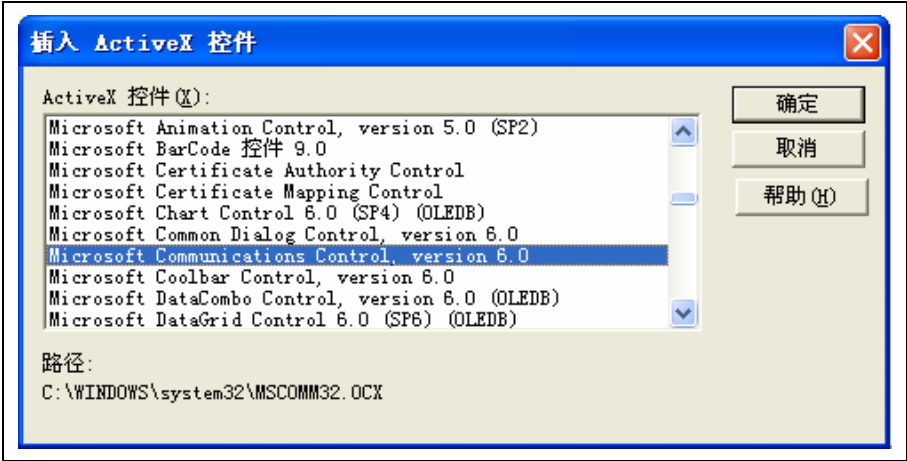 插入 ActiveX 控件
ActiveX 控件(X):
Microsoft Animation Control, version 5.0 (SP2)
Microsoft BarCode 控件 9.0
Microsoft Certificate Authority Control
Microsoft Certificate Mapping Control
Microsoft Chart Control 6.0 (SP4) (OLEDB)
Microsoft Common Dialog Control, version 6.0
Microsoft Communications Control, version 6.0
Microsoft Coolbar Control, version 6.0
Microsoft DataCombo Control, version 6.0 (OLEDB)
Microsoft DataGrid Control 6.0 (SP6) (OLEDB)
确定
取消
帮助(H)
路径:
C:\WINDOWS\system32\MSCOMM32.OCX